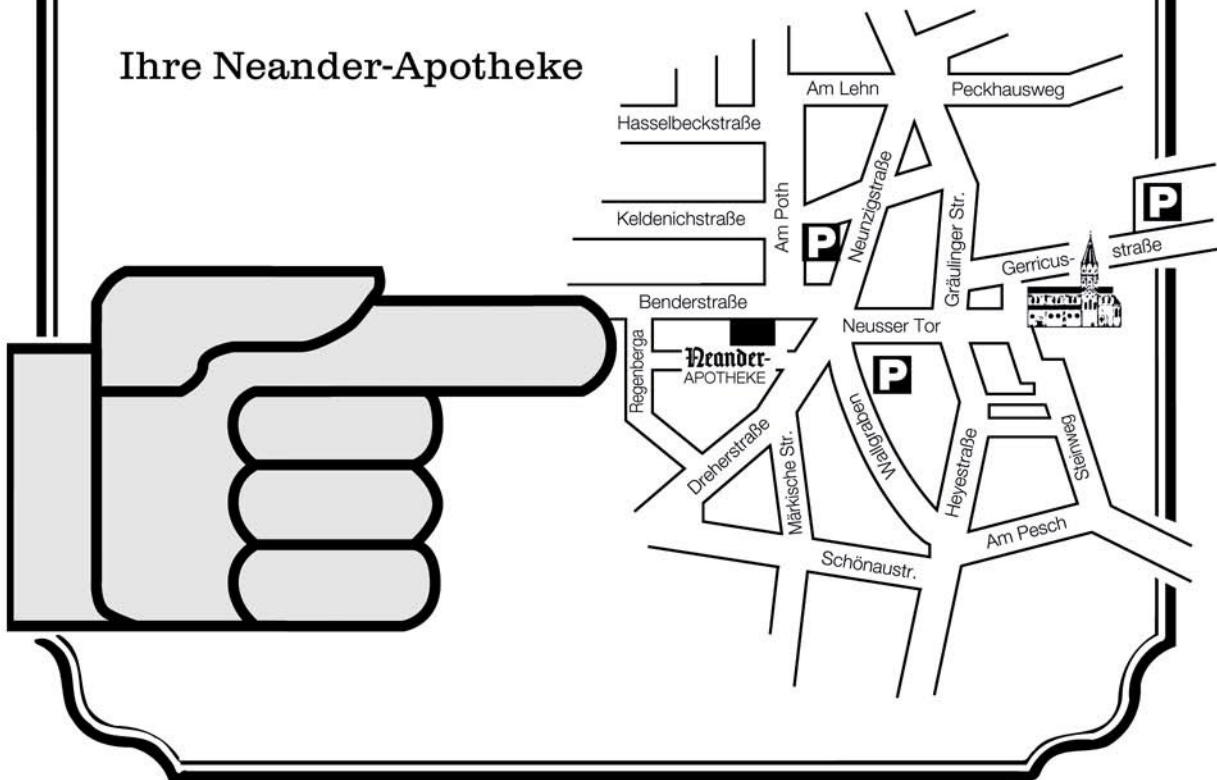 Ihre Neander-Apotheke
Am Lehn
Peckhausweg
Hasselbeckstraße
Neunzigstraße
Am Poth
P
Keldenichstraße
P
Gräulinger Str.
Gerricus-
straße
Benderstraße
Neusser Tor
Regenberga
Neander-
APOTHEKE
P
Wallgraben
Dreherstraße
Märkische Str.
Heyestraße
Steinweg
Am Pesch
Schönaustr.